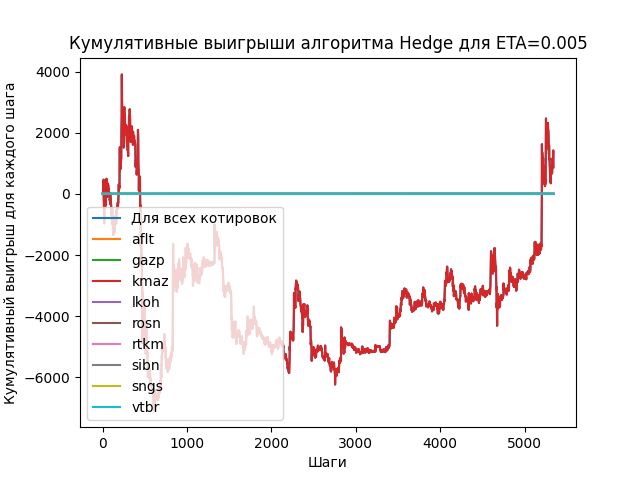 Кумулятивные выигрыши алгоритма Hedge для ETA=0.005
Кумулятивный выигрыш для каждого шага
4000
2000
0
−2000
−4000
−6000
Для всех котировок
aflt
gazp
kmaz
lkoh
rosn
rtkm
sibn
sngs
vtbr
0 1000 2000 3000 4000 5000
Шаги